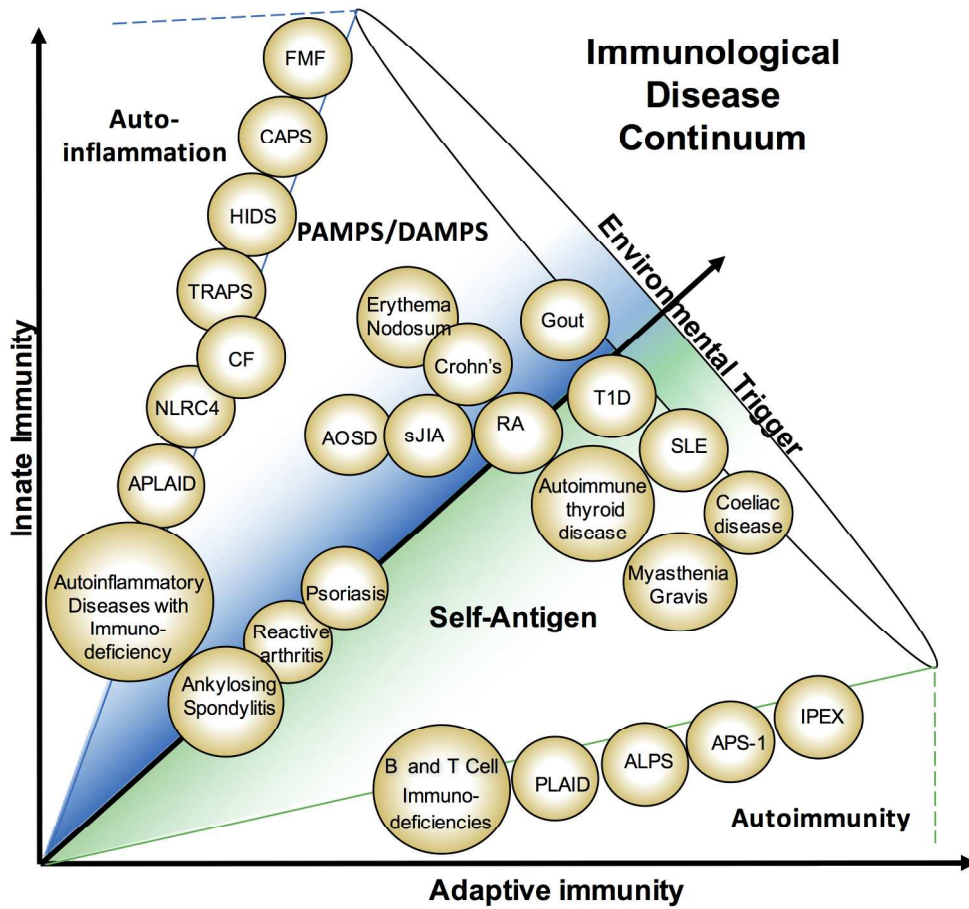 Immunological
Disease
Continuum
Auto-
inflammation
FMF
CAPS
HIDS
PAMPS/DAMPS
TRAPS
CF
NLRC4
APLAID
Autoinflammatory
Diseases with
Immuno-
deficiency
Erythema
Nodosum
Crohn's
Gout
AOSD
sJIA
RA
T1D
SLE
Autoimmune
thyroid
disease
Coeliac
disease
Myasthenia
Gravis
Environmental Trigger
Psoriasis
Reactive
arthritis
Ankylosing
Spondylitis
Self-Antigen
B and T Cell
Immuno-
deficiencies
PLAID
ALPS
APS-1
IPEX
Autoimmunity
Innate Immunity
Adaptive immunity